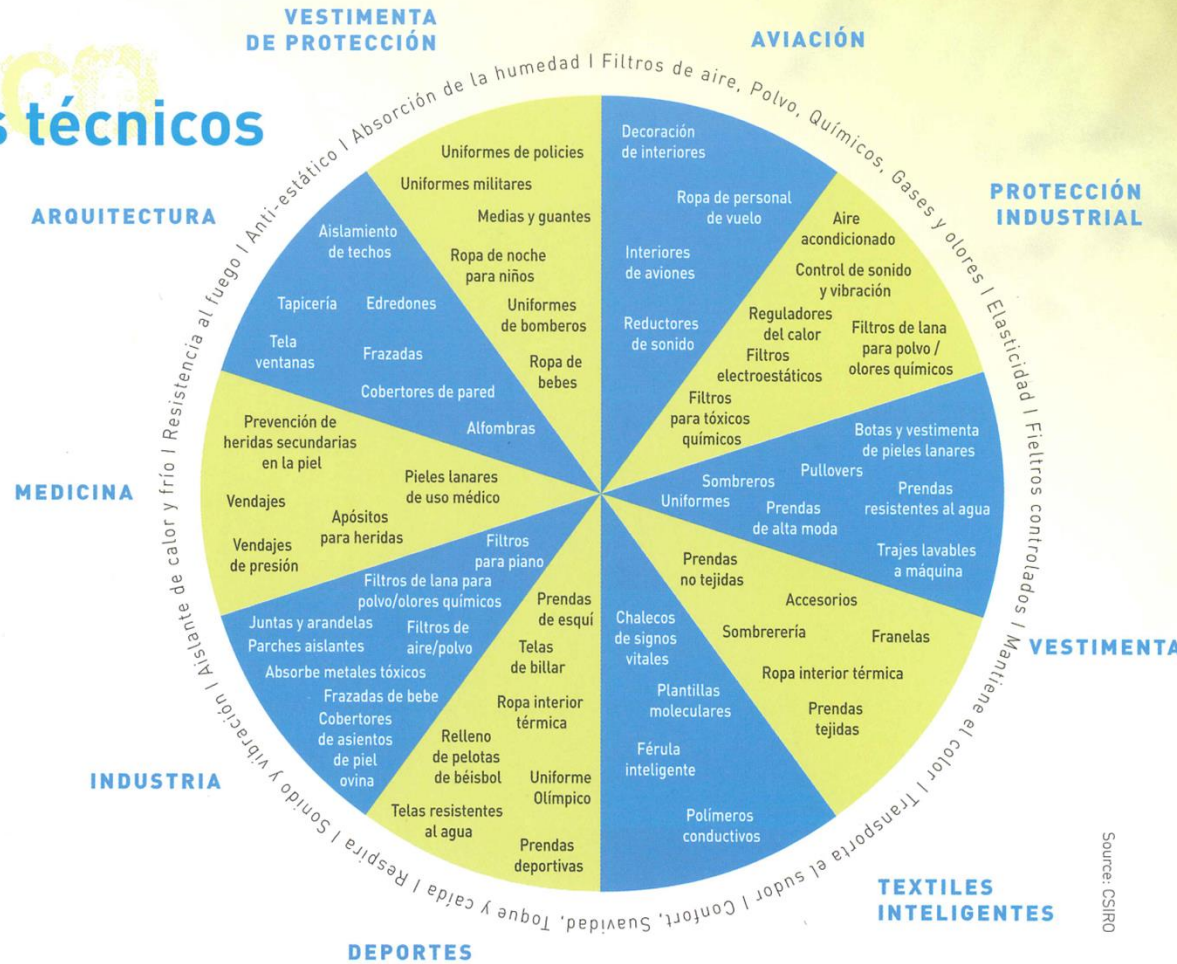 s técnicos
VESTIMENTA
DE PROTECCIÓN
AVIACIÓN
PROTECCIÓN
INDUSTRIAL
VESTIMENTA
TEXTILES
INTELIGENTES
DEPORTES
INDUSTRIA
MEDICINA
ARQUITECTURA
Resistencia al fuego | Anti-estático | Absorción de la humedad | Filtros de aire, Polvo, Químicos, Gases y olores | Elasticidad | Fieltros controlados | Mantiene el color | Transporta el sudor | Confort, Suavidad, Toque y caída | Respira | Sonido y vibración | Aislante de calor y frío |
Uniformes de policies
Uniformes militares
Medias y guantes
Ropa de noche
para niños
Uniformes
de bomberos
Ropa de
bebes
Decoración
de interiores
Ropa de personal
de vuelo
Interiores
de aviones
Reductores
de sonido
Aire
acondicionado
Control de sonido
y vibración
Reguladores
del calor
Filtros de lana
para polvo /
olores químicos
Filtros
electroestáticos
Filtros
para tóxicos
químicos
Botas y vestimenta
de pieles lanares
Pullovers
Sombreros
Uniformes
Prendas
resistentes al agua
Prendas
de alta moda
Trajes lavables
a máquina
Prendas
no tejidas
Accesorios
Sombrerería
Franelas
Ropa interior térmica
Prendas
tejidas
Chalecos
de signos
vitales
Plantillas
moleculares
Férula
inteligente
Polímeros
conductivos
Prendas
de esquí
Telas
de billar
Ropa interior
térmica
Relleno
de pelotas
de béisbol
Uniforme
Olímpico
Telas resistentes
al agua
Prendas
deportivas
Filtros
para piano
Filtros de lana para
polvo/olores químicos
Juntas y arandelas
Filtros de
aire/polvo
Parches aislantes
Absorbe metales tóxicos
Frazadas de bebe
Cobertores
de asientos
de piel
ovina
Prevención de
heridas secundarias
en la piel
Pieles lanares
de uso médico
Vendajes
Apósitos
para heridas
Vendajes
de presión
Aislamiento
de techos
Tapicería
Edredones
Tela
ventanas
Frazadas
Cobertores de pared
Alfombras
Source: CSIRO